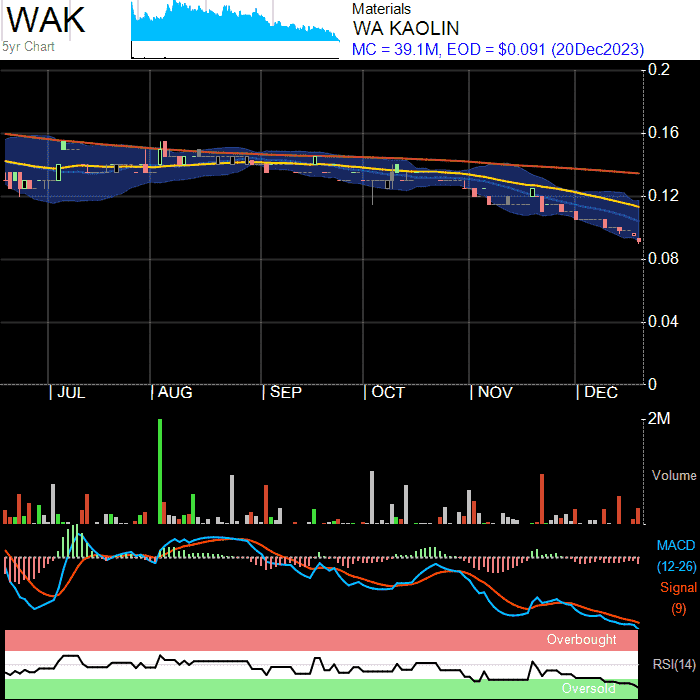 WAK
5yr Chart
Materials
WA KAOLIN
MC = 39.1M, EOD = $0.091 (20Dec2023)
0.2
0.16
0.12
0.08
0.04
0
| JUL | AUG | SEP | OCT | NOV | DEC
2M
Volume
MACD
(12-26)
Signal
(9)
Overbought
RSI(14)
Oversold